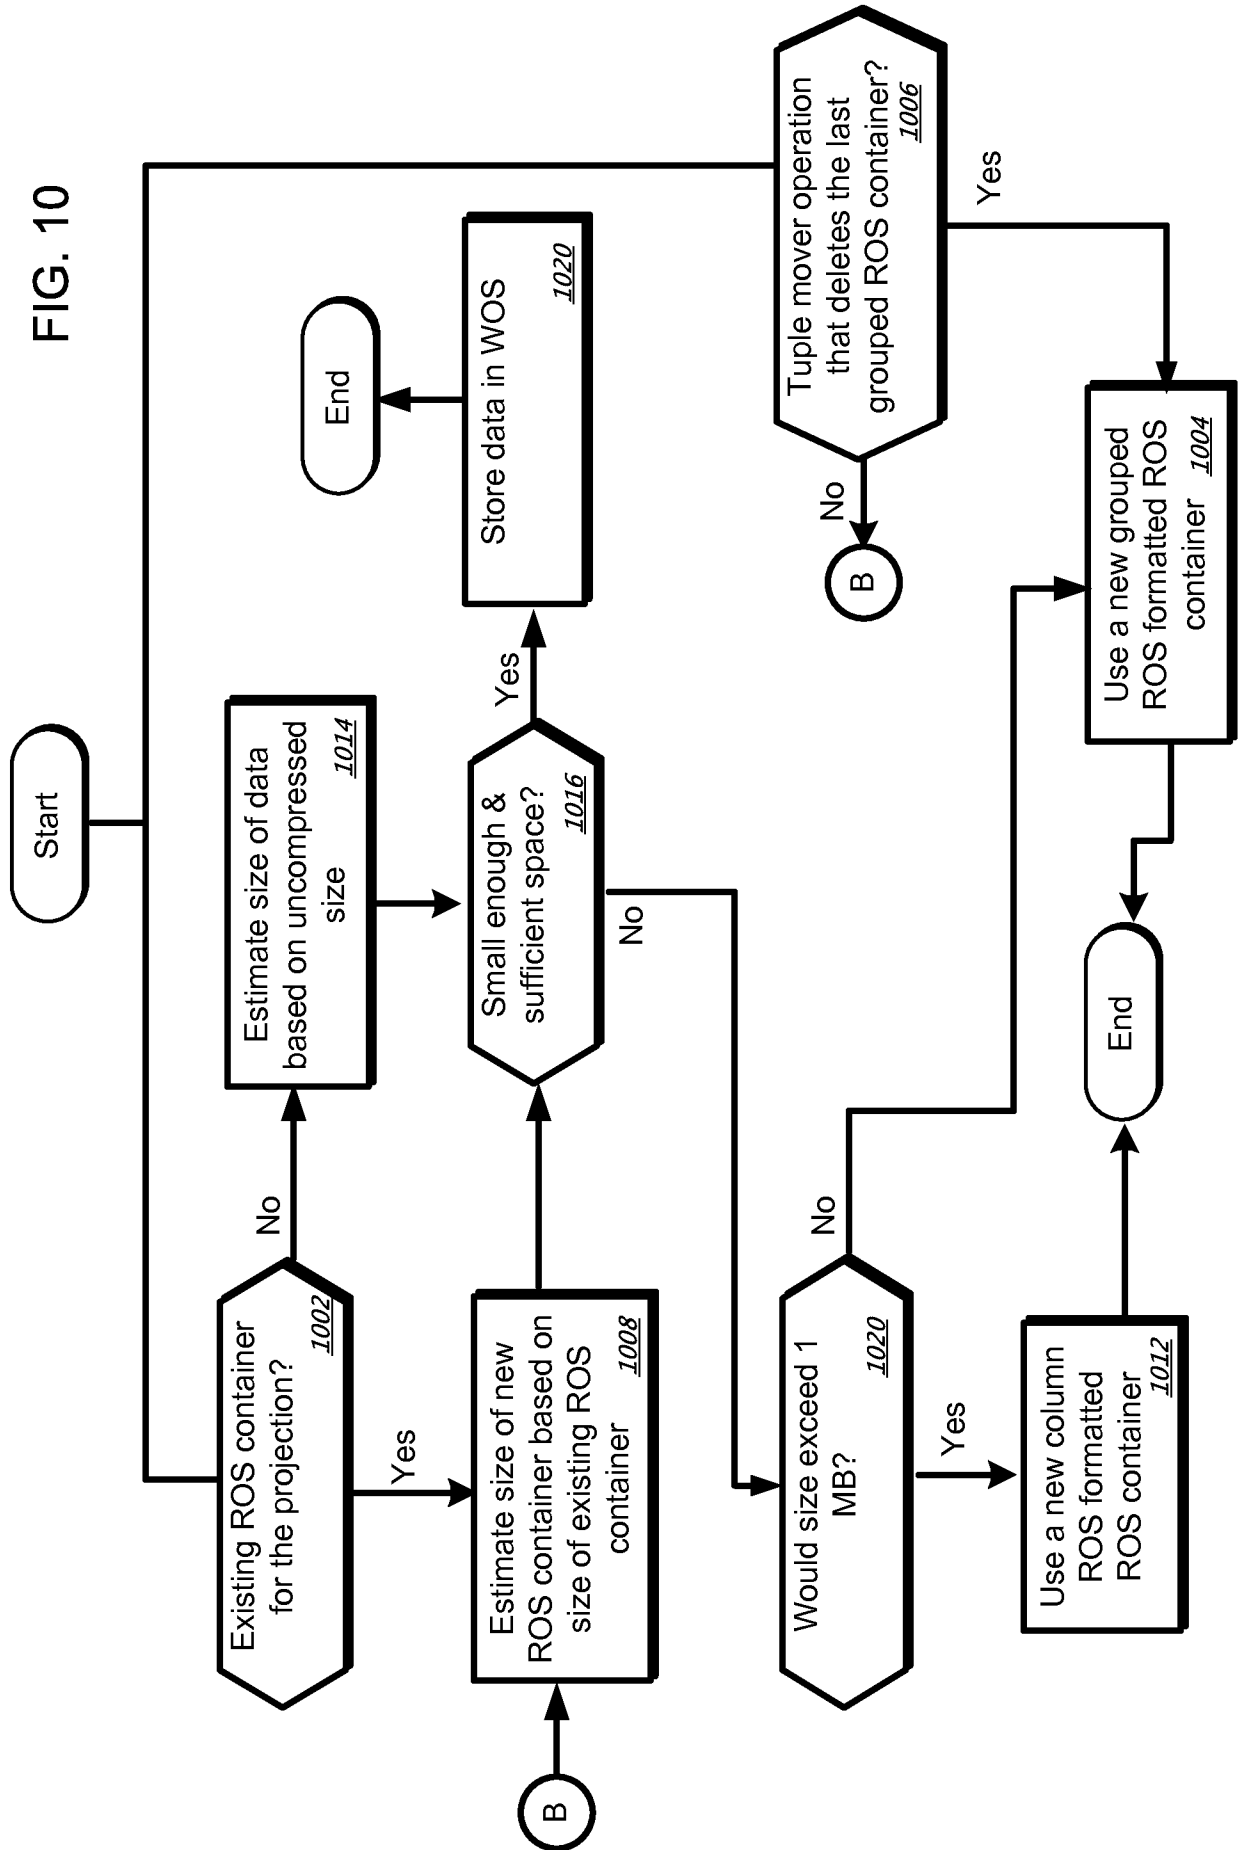 FIG. 10
Start
Existing ROS container
for the projection?
1002
No
Yes
Estimate size of data
based on uncompressed
size
1014
End
B
Estimate size of new
ROS container based on
size of existing ROS
container
1008
Small enough &
sufficient space?
1016
Yes
No
Store data in WOS
1020
Would size exceed 1
MB?
1020
No
Yes
Tuple mover operation
that deletes the last
grouped ROS container?
1006
No
B
Yes
Use a new column
ROS formatted
ROS container
1012
End
Use a new grouped
ROS formatted ROS
container
1004